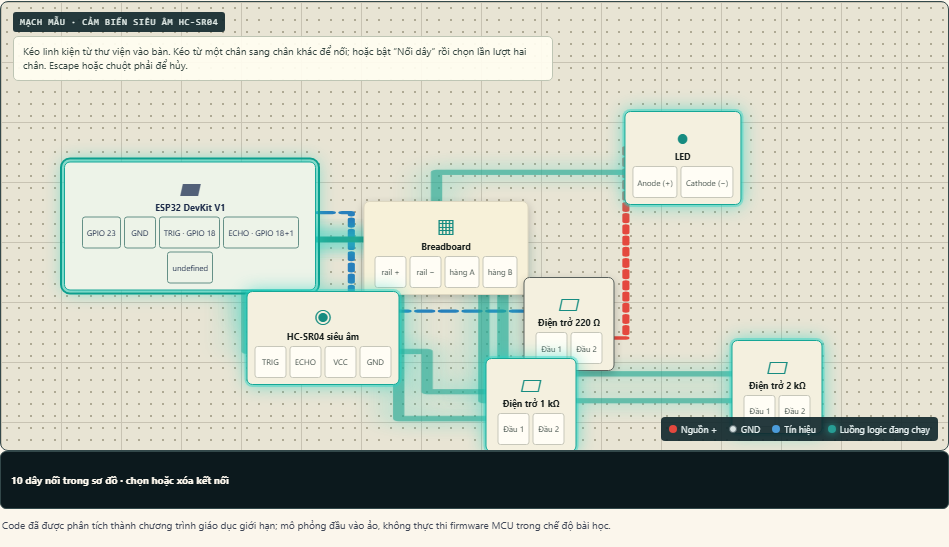 MẠCH MẪU · CẢM BIẾN SIÊU ÂM HC-SR04
Kéo linh kiện từ thư viện vào bàn. Kéo từ một chân sang chân khác để nối; hoặc bật "Nối dây" rồi chọn lần lượt hai
chân. Escape hoặc chuột phải để hủy.
LED
Anode (+) Cathode (−)
ESP32 DevKit V1
GPIO 23 GND TRIG · GPIO 18 ECHO · GPIO 18+1
undefined
Breadboard
rail + rail − hàng A hàng B
HC-SR04 siêu âm
TRIG ECHO VCC GND
Điện trở 220 Ω
Đầu 1 Đầu 2
Điện trở 1 kΩ
Đầu 1 Đầu 2
Điện trở 2 kΩ
Đầu 1 Đầu 2
Nguồn + GND Tín hiệu Luồng logic đang chạy
10 dây nối trong sơ đồ · chọn hoặc xóa kết nối
Code đã được phân tích thành chương trình giáo dục giới hạn; mô phỏng đầu vào ảo, không thực thi firmware MCU trong chế độ bài học.